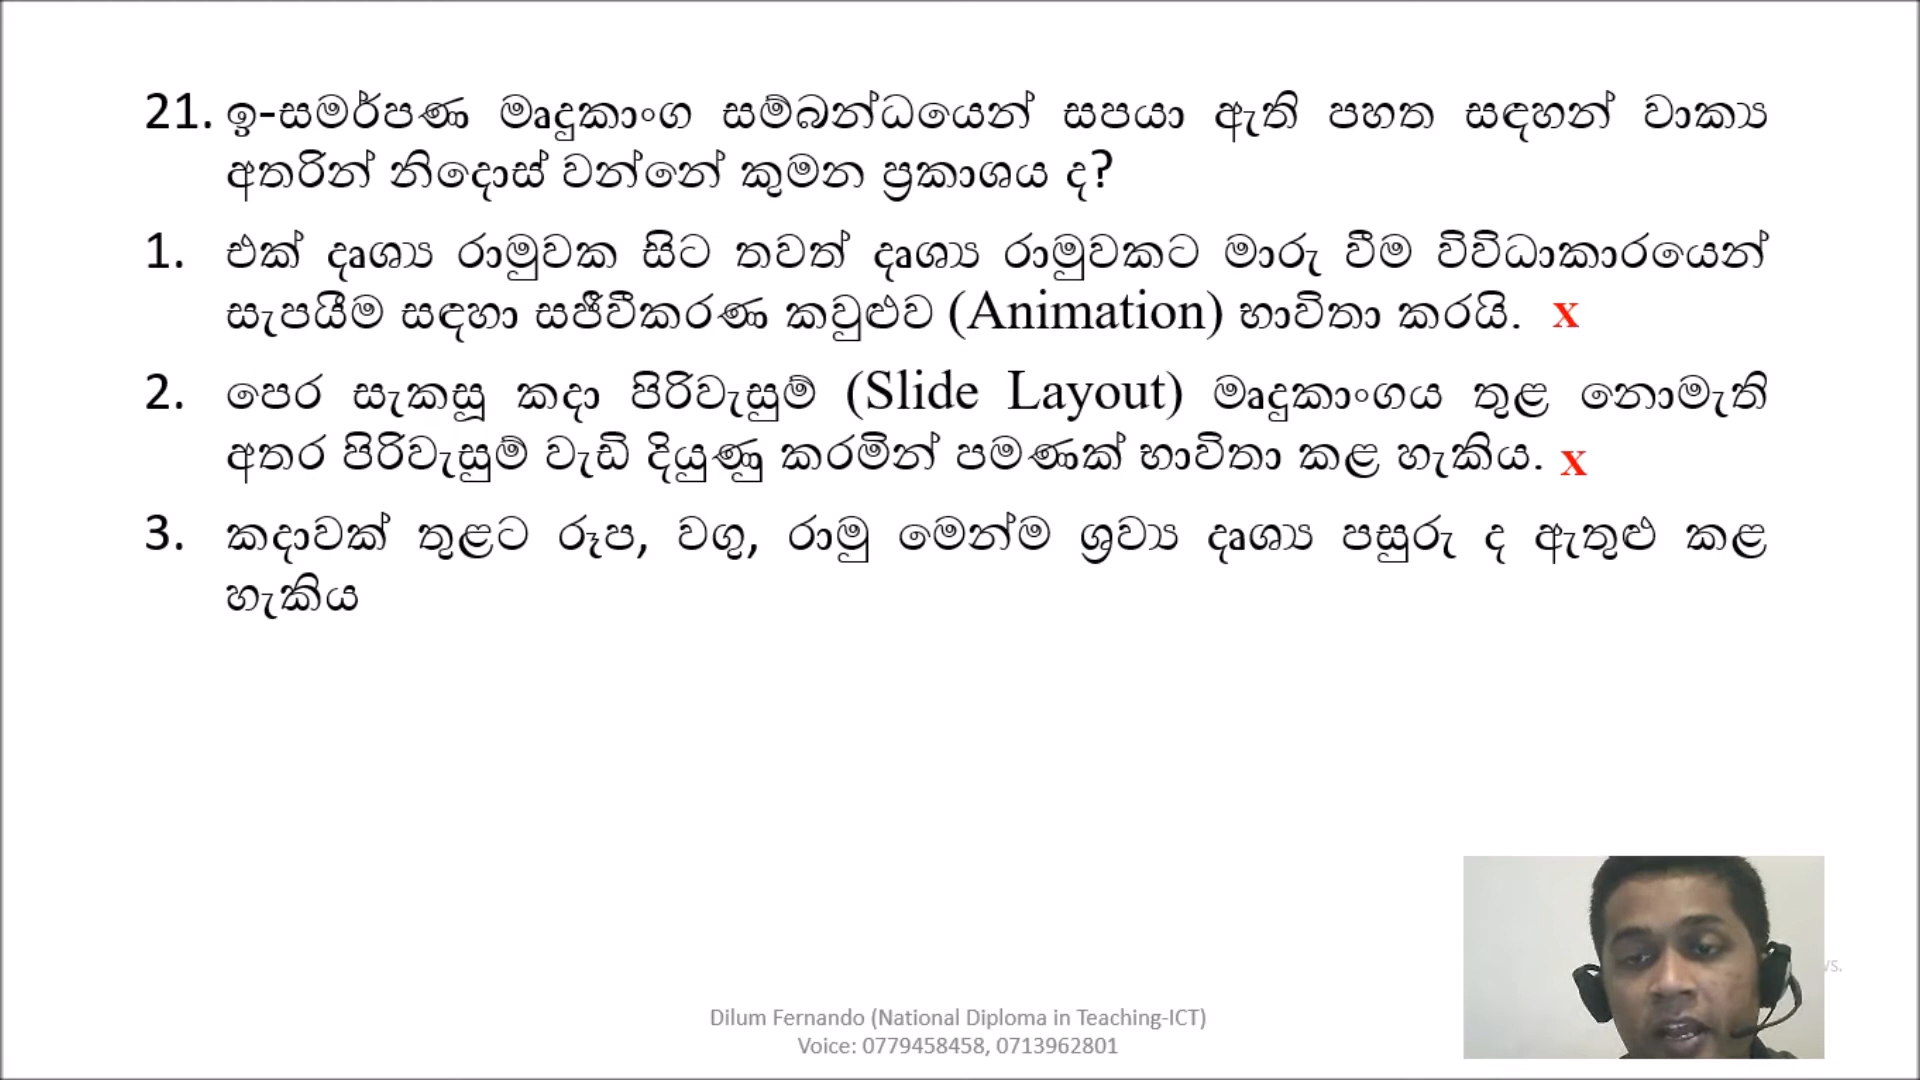 21. ඉ-සමර්පණ මෘදුකාංග සම්බන්ධයෙන් සපයා ඇති පහත සඳහන් වාක්‍ය
අතරින් නිදොස් වන්නේ කුමන ප්‍රකාශය ද?
1. එක් දෘශ්‍ය රාමුවක සිට තවත් දෘශ්‍ය රාමුවකට මාරු වීම විවිධාකාරයෙන්
සැපයීම සඳහා සජීවීකරණ කවුළුව (Animation) භාවිතා කරයි. x
2. පෙර සැකසූ කදා පිරිවැසුම් (Slide Layout) මෘදුකාංගය තුළ නොමැති
අතර පිරිවැසුම් වැඩි දියුණු කරමින් පමණක් භාවිතා කළ හැකිය. x
3. කදාවක් තුළට රූප, වගු, රාමු මෙන්ම ශ්‍රව්‍ය දෘශ්‍ය පසුරු ද ඇතුළු කළ
හැකිය
Dilum Fernando (National Diploma in Teaching-ICT)
Voice: 0779458458, 0713962801